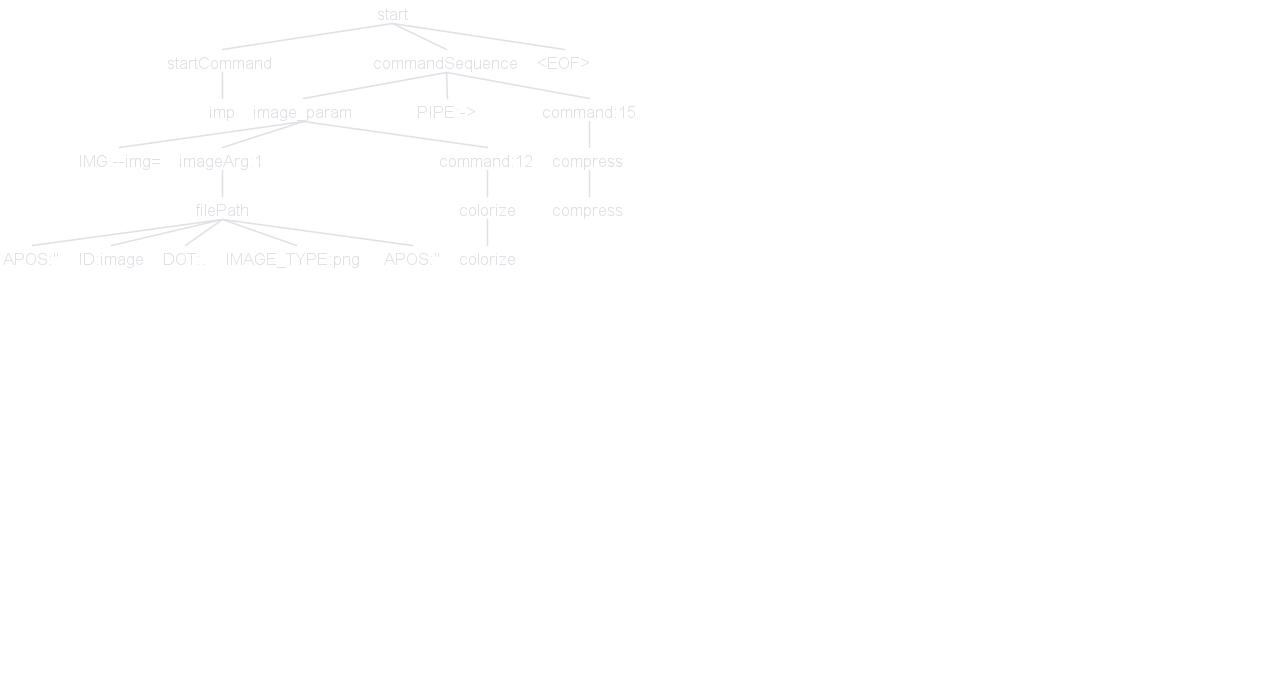 start
startCommand commandSequence <EOF>
imp image_param PIPE:-> command:15
IMG:--img= imageArg:1 command:12 compress
filePath colorize compress
APOS:" ID:image DOT:. IMAGE_TYPE:png APOS:" colorize